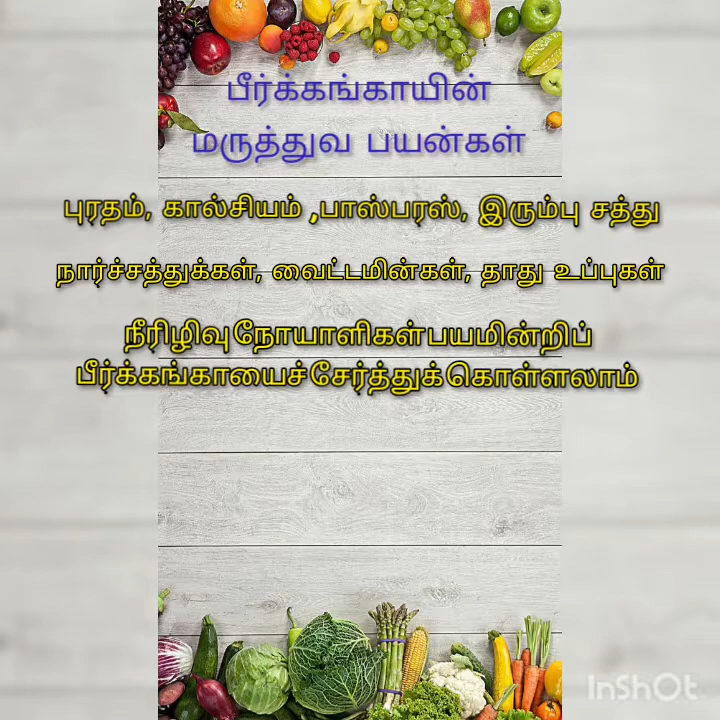 பீர்க்கங்காயின்
மருத்துவ பயன்கள்
புரதம், கால்சியம் ,பாஸ்பரஸ், இரும்பு சத்து
நார்ச்சத்துக்கள், வைட்டமின்கள், தாது உப்புகள்
நீரிழிவு நோயாளிகள் பயமின்றிப்
பீர்க்கங்காயைச் சேர்த்துக் கொள்ளலாம்
InShOt